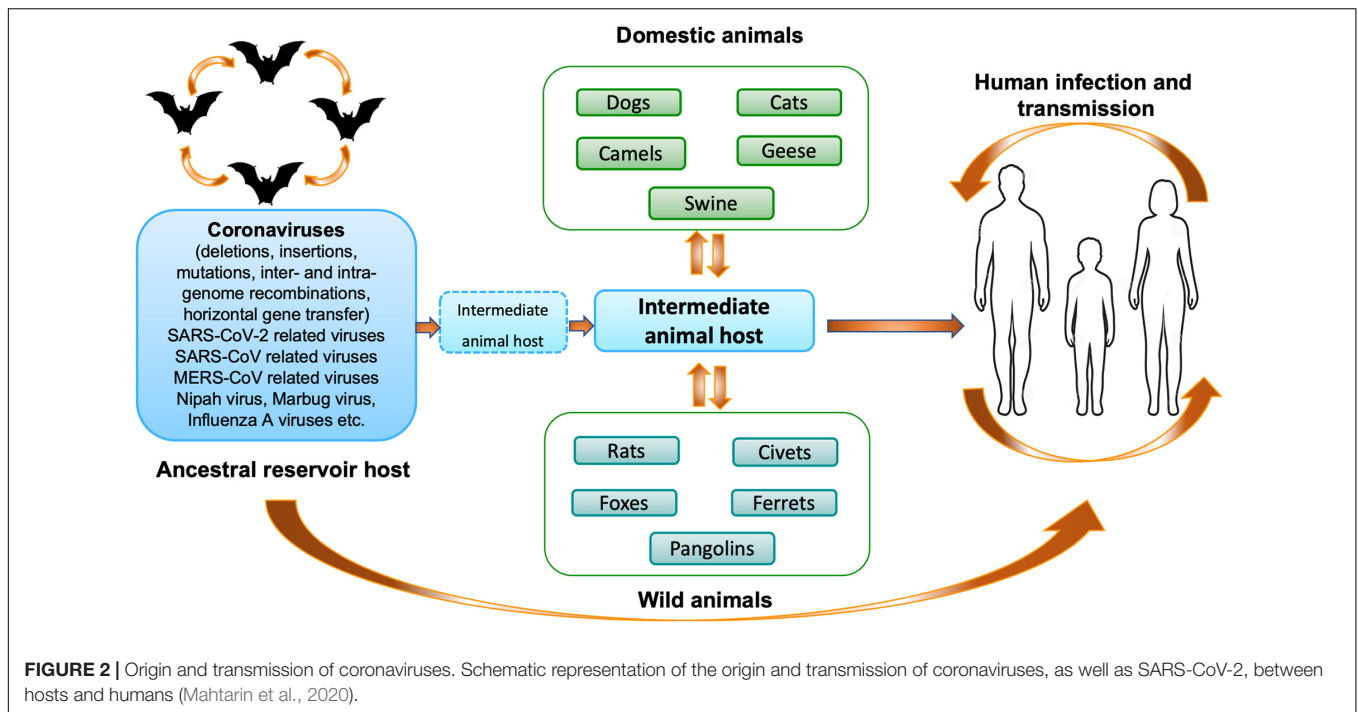 Domestic animals
Dogs
Cats
Camels
Geese
Swine
Human infection and
transmission
Coronaviruses
(deletions, insertions,
mutations, inter- and intra-
genome recombinations,
horizontal gene transfer)
SARS-CoV-2 related viruses
SARS-CoV related viruses
MERS-CoV related viruses
Nipah virus, Marbug virus,
Influenza A viruses etc.
Ancestral reservoir host
Intermediate
animal host
Intermediate
animal host
Rats
Civets
Foxes
Ferrets
Pangolins
Wild animals
FIGURE 2 | Origin and transmission of coronaviruses. Schematic representation of the origin and transmission of coronaviruses, as well as SARS-CoV-2, between
hosts and humans (Mahtarin et al., 2020).